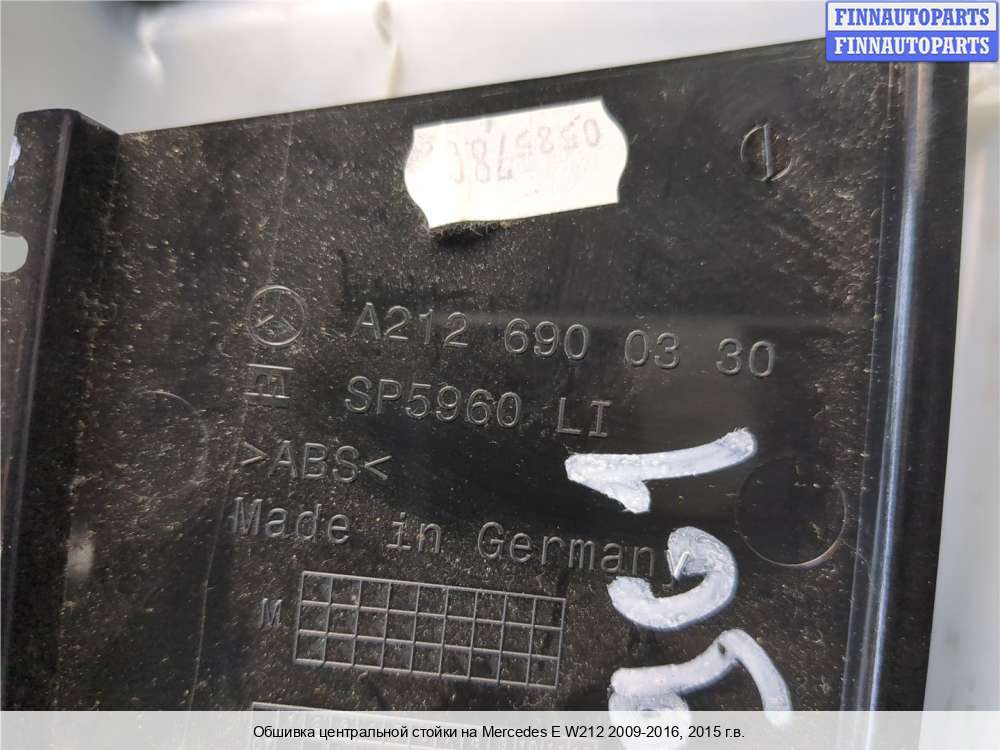 FINNAUTOPARTS
FINNAUTOPARTS
058578
A212 690 03 30
SP5960 LI
>ABS<
Made in Germany
M
Обшивка центральной стойки на Mercedes E W212 2009-2016, 2015 г.в.